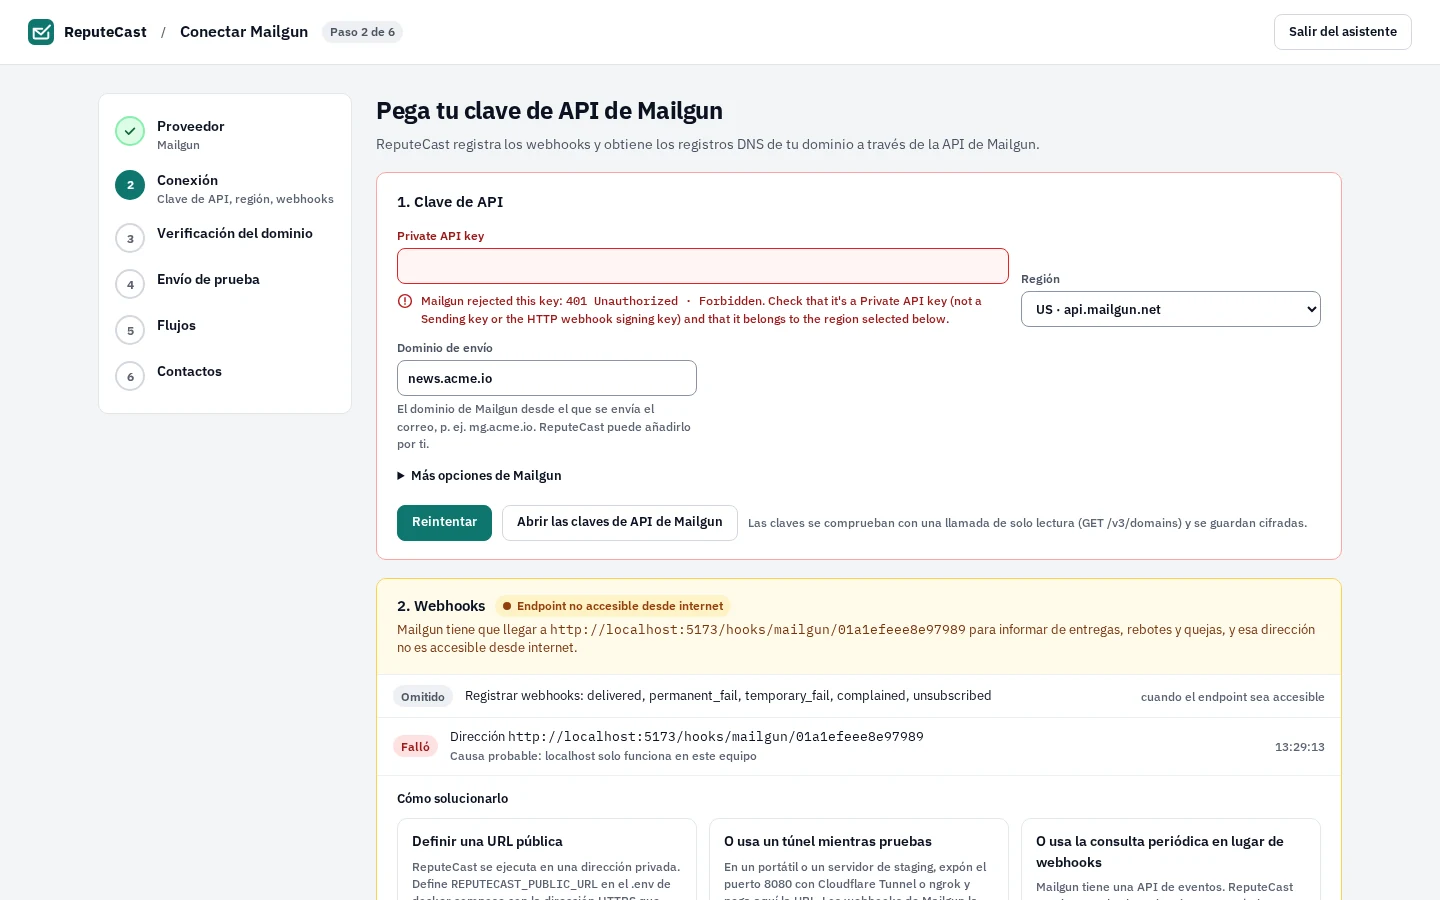 ReputeCast / Conectar Mailgun Paso 2 de 6
Salir del asistente
Proveedor
Mailgun
2 Conexión
Clave de API, región, webhooks
3 Verificación del dominio
4 Envío de prueba
5 Flujos
6 Contactos
Pega tu clave de API de Mailgun
ReputeCast registra los webhooks y obtiene los registros DNS de tu dominio a través de la API de Mailgun.
1. Clave de API
Private API key
Mailgun rejected this key: 401 Unauthorized · Forbidden. Check that it's a Private API key (not a
Sending key or the HTTP webhook signing key) and that it belongs to the region selected below.
Región
US · api.mailgun.net
Dominio de envío
news.acme.io
El dominio de Mailgun desde el que se envía el
correo, p. ej. mg.acme.io. ReputeCast puede añadirlo
por ti.
Más opciones de Mailgun
Reintentar
Abrir las claves de API de Mailgun
Las claves se comprueban con una llamada de solo lectura (GET /v3/domains) y se guardan cifradas.
2. Webhooks
Endpoint no accesible desde internet
Mailgun tiene que llegar a http://localhost:5173/hooks/mailgun/01a1efeee8e97989 para informar de entregas, rebotes y quejas, y esa dirección
no es accesible desde internet.
Omitido
Registrar webhooks: delivered, permanent_fail, temporary_fail, complained, unsubscribed
cuando el endpoint sea accesible
Falló
Dirección http://localhost:5173/hooks/mailgun/01a1efeee8e97989
Causa probable: localhost solo funciona en este equipo
13:29:13
Cómo solucionarlo
Definir una URL pública
ReputeCast se ejecuta en una dirección privada.
Define REPUTECAST_PUBLIC_URL en el .env de
O usa un túnel mientras pruebas
En un portátil o un servidor de staging, expón el
puerto 8080 con Cloudflare Tunnel o ngrok y
O usa la consulta periódica en lugar de
webhooks
Mailgun tiene una API de eventos. ReputeCast